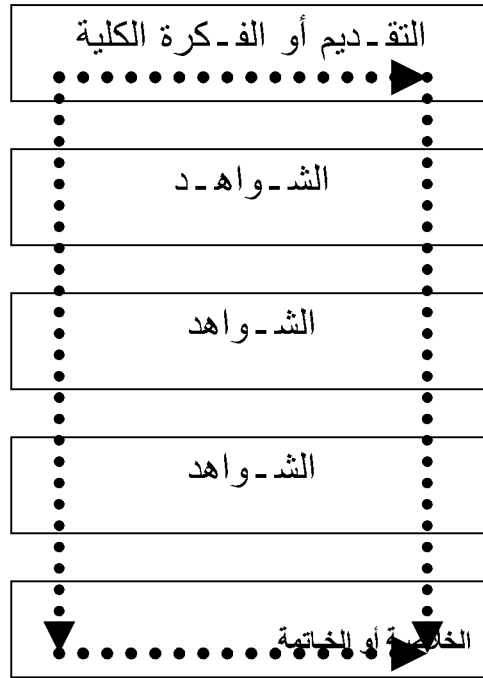 التقـديم أو الفـكرة الكلية
الشـواهـد
الشـواهد
الشـواهد
الخلاصة أو الخاتمة